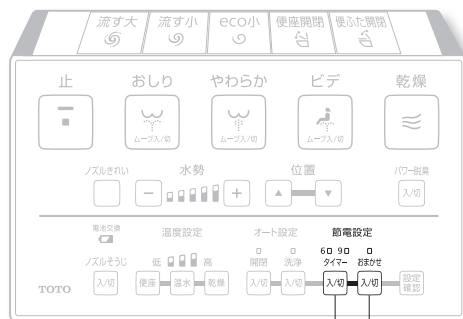 流す大 流す小 eco小 便座開閉 便ふた開閉
止 おしり やわらか ビデ 乾燥
ムーブ入/切 ムーブ入/切 ムーブ入/切
ノズルきれい 水勢 位置 パワー脱臭
− + ▲ ▼ 入/切
電池交換 温度設定 オート設定 節電設定
6 9
ノズルそうじ 低 高 開閉 洗浄 タイマー おまかせ
入/切 便座 温水 乾燥 入/切 入/切 入/切 入/切 設定
確認
TOTO